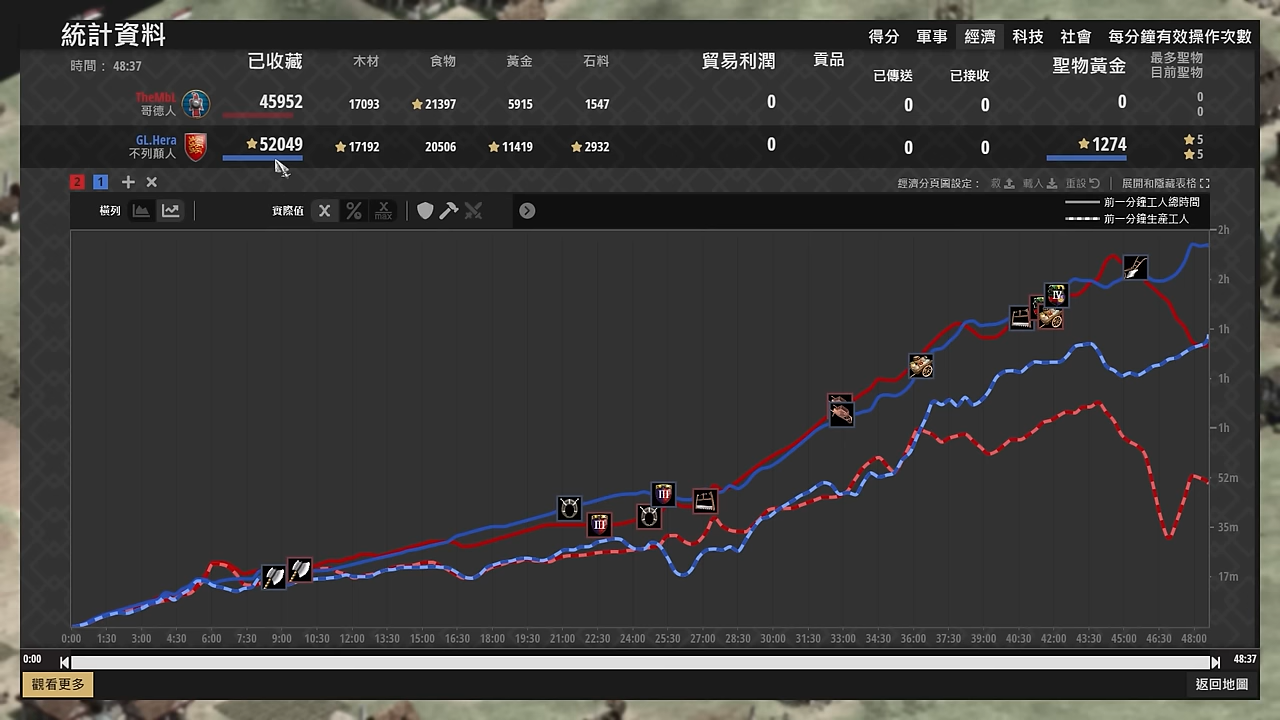 統計資料
時間： 48:37
得分 軍事 經濟 科技 社會 每分鐘有效操作次數
已收藏 木材 食物 黃金 石料 貿易利潤 貢品 已傳送 已接收 聖物黃金 最多聖物 目前聖物
TheMbL
哥德人
45952 17093 21397 5915 1547 0 0 0 0 0 0
GL.Hera
不列顛人
52049 17192 20506 11419 2932 0 0 0 1274 5 5
2 1 + ×
經濟分頁圖設定： 載入 重設 展開和隱藏表格
橫列 實際值 X % X max
前一分鐘工人總時間
前一分鐘生產工人
2h
2h
1h
1h
1h
52m
35m
17m
III III IV
0:00 1:30 3:00 4:30 6:00 7:30 9:00 10:30 12:00 13:30 15:00 16:30 18:00 19:30 21:00 22:30 24:00 25:30 27:00 28:30 30:00 31:30 33:00 34:30 36:00 37:30 39:00 40:30 42:00 43:30 45:00 46:30 48:00
0:00 48:37
觀看更多 返回地圖